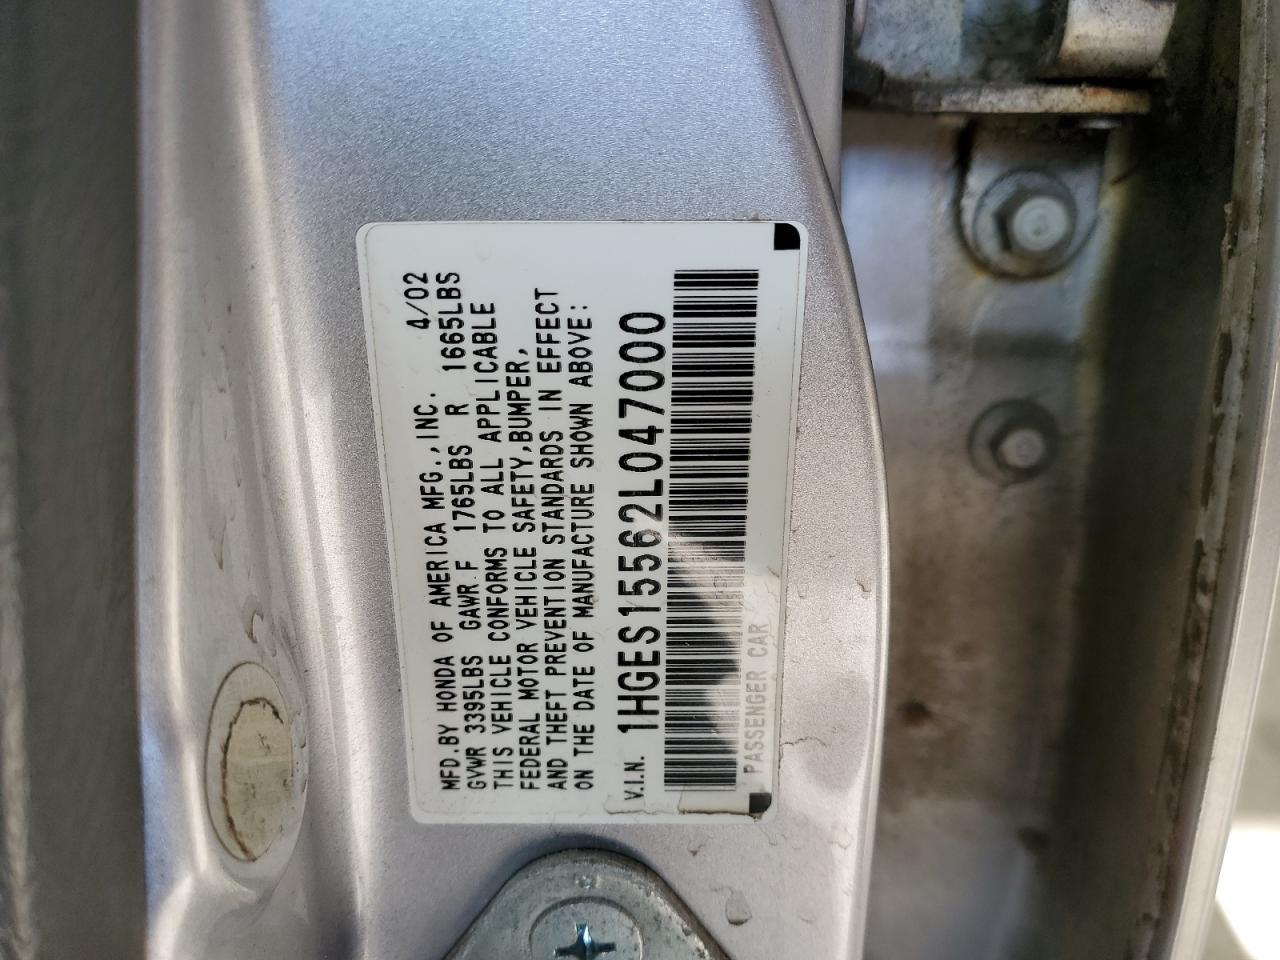 MFD.BY HONDA OF AMERICA MFG.,INC. 4/02
GVWR 3395LBS GAWR F 1765LBS R 1665LBS
THIS VEHICLE CONFORMS TO ALL APPLICABLE
FEDERAL MOTOR VEHICLE SAFETY,BUMPER,
AND THEFT PREVENTION STANDARDS IN EFFECT
ON THE DATE OF MANUFACTURE SHOWN ABOVE:
V.I.N. 1HGES15562L047000
PASSENGER CAR